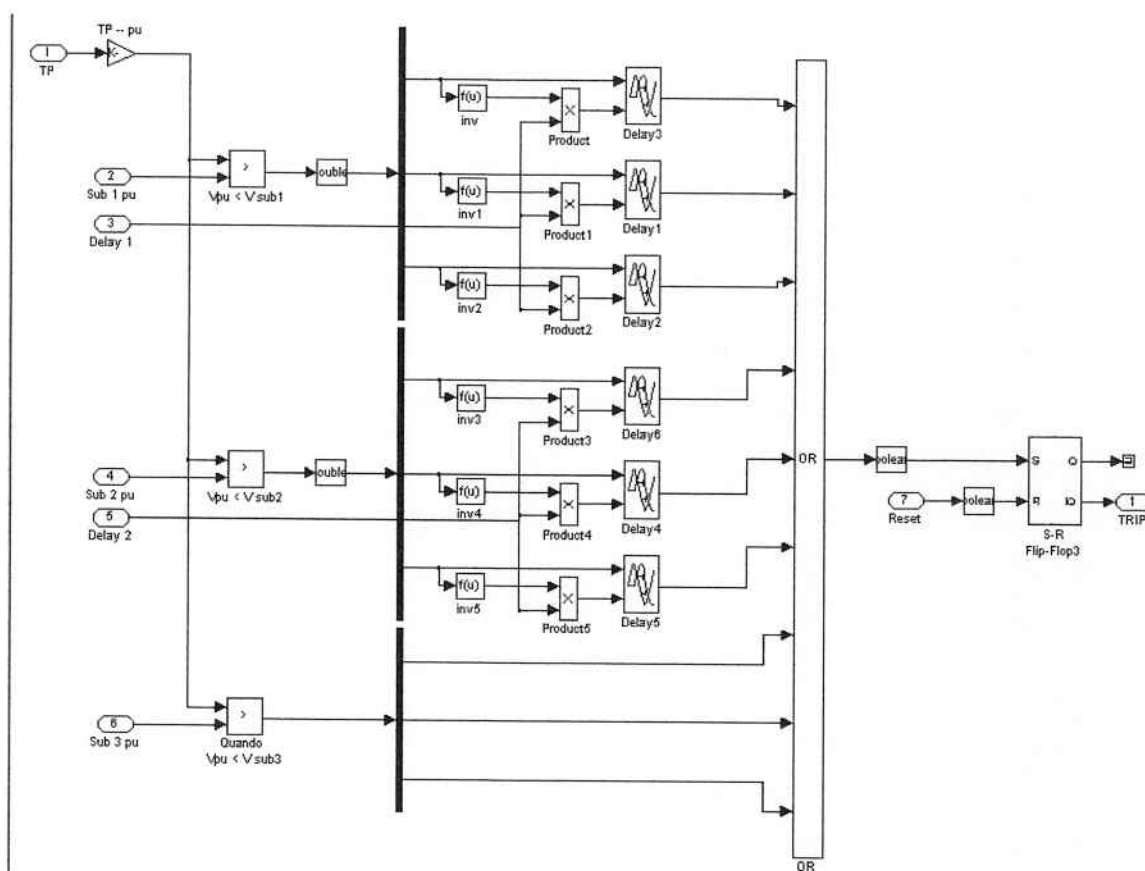 TP -- pu
1
K-
TP
f(u)
inv
×
Product
Delay3
2
Sub 1 pu
>
Vpu < Vsub1
ouble
f(u)
inv1
×
Product1
Delay1
3
Delay 1
f(u)
inv2
×
Product2
Delay2
f(u)
inv3
×
Product3
Delay6
4
Sub 2 pu
>
Vpu < Vsub2
ouble
f(u)
inv4
×
Product4
Delay4
5
Delay 2
f(u)
inv5
×
Product5
Delay5
6
Sub 3 pu
>
Quando
Vpu < Vsub3
OR
OR
oolea
7
Reset
oolea
S
Q
R
!Q
S-R
Flip-Flop3
1
TRIP